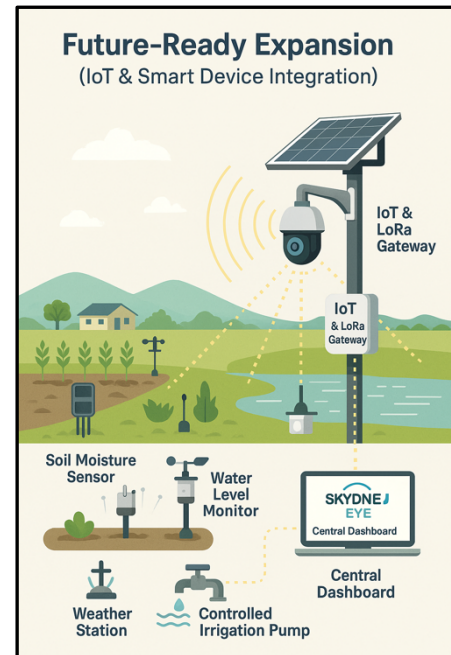 Future-Ready Expansion
(IoT & Smart Device Integration)
IoT &
LoRa
Gateway
IoT
& LoRa
Gateway
Soil Moisture
Sensor
Water
Level
Monitor
SKYDNE
EYE
Central Dashboard
Central
Dashboard
Weather
Station
Controlled
Irrigation Pump